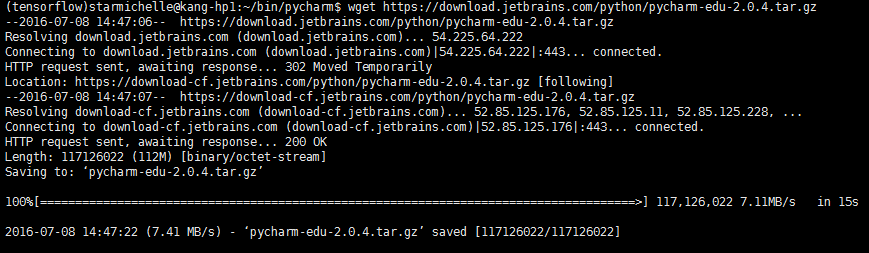 (tensorflow)starmichelle@kang-hp1:~/bin/pycharm$ wget https://download.jetbrains.com/python/pycharm-edu-2.0.4.tar.gz
--2016-07-08 14:47:06--  https://download.jetbrains.com/python/pycharm-edu-2.0.4.tar.gz
Resolving download.jetbrains.com (download.jetbrains.com)... 54.225.64.222
Connecting to download.jetbrains.com (download.jetbrains.com)|54.225.64.222|:443... connected.
HTTP request sent, awaiting response... 302 Moved Temporarily
Location: https://download-cf.jetbrains.com/python/pycharm-edu-2.0.4.tar.gz [following]
--2016-07-08 14:47:07--  https://download-cf.jetbrains.com/python/pycharm-edu-2.0.4.tar.gz
Resolving download-cf.jetbrains.com (download-cf.jetbrains.com)... 52.85.125.176, 52.85.125.11, 52.85.125.228, ...
Connecting to download-cf.jetbrains.com (download-cf.jetbrains.com)|52.85.125.176|:443... connected.
HTTP request sent, awaiting response... 200 OK
Length: 117126022 (112M) [binary/octet-stream]
Saving to: ‘pycharm-edu-2.0.4.tar.gz’
100%[=====================================================================================>] 117,126,022 7.11MB/s   in 15s
2016-07-08 14:47:22 (7.41 MB/s) - ‘pycharm-edu-2.0.4.tar.gz’ saved [117126022/117126022]